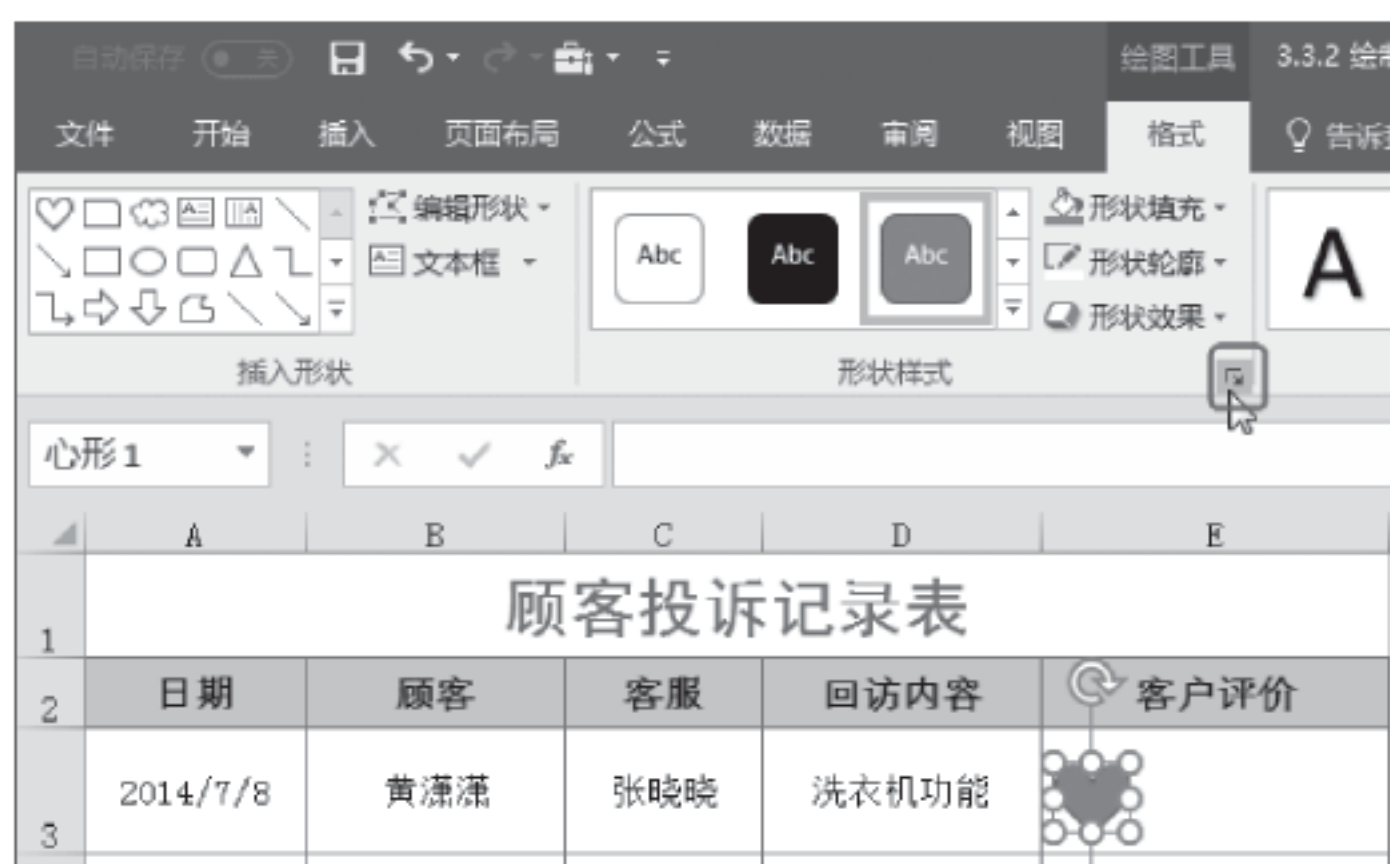 自动保存 关 绘图工具 3.3.2 绘制
文件 开始 插入 页面布局 公式 数据 审阅 视图 格式 告诉我
编辑形状 形状填充
Abc Abc Abc A
文本框 形状轮廓
形状效果
插入形状 形状样式
心形 1 fx
A B C D E
顾客投诉记录表
1
2 日期 顾客 客服 回访内容 客户评价
3 2014/7/8 黄潇潇 张晓晓 洗衣机功能